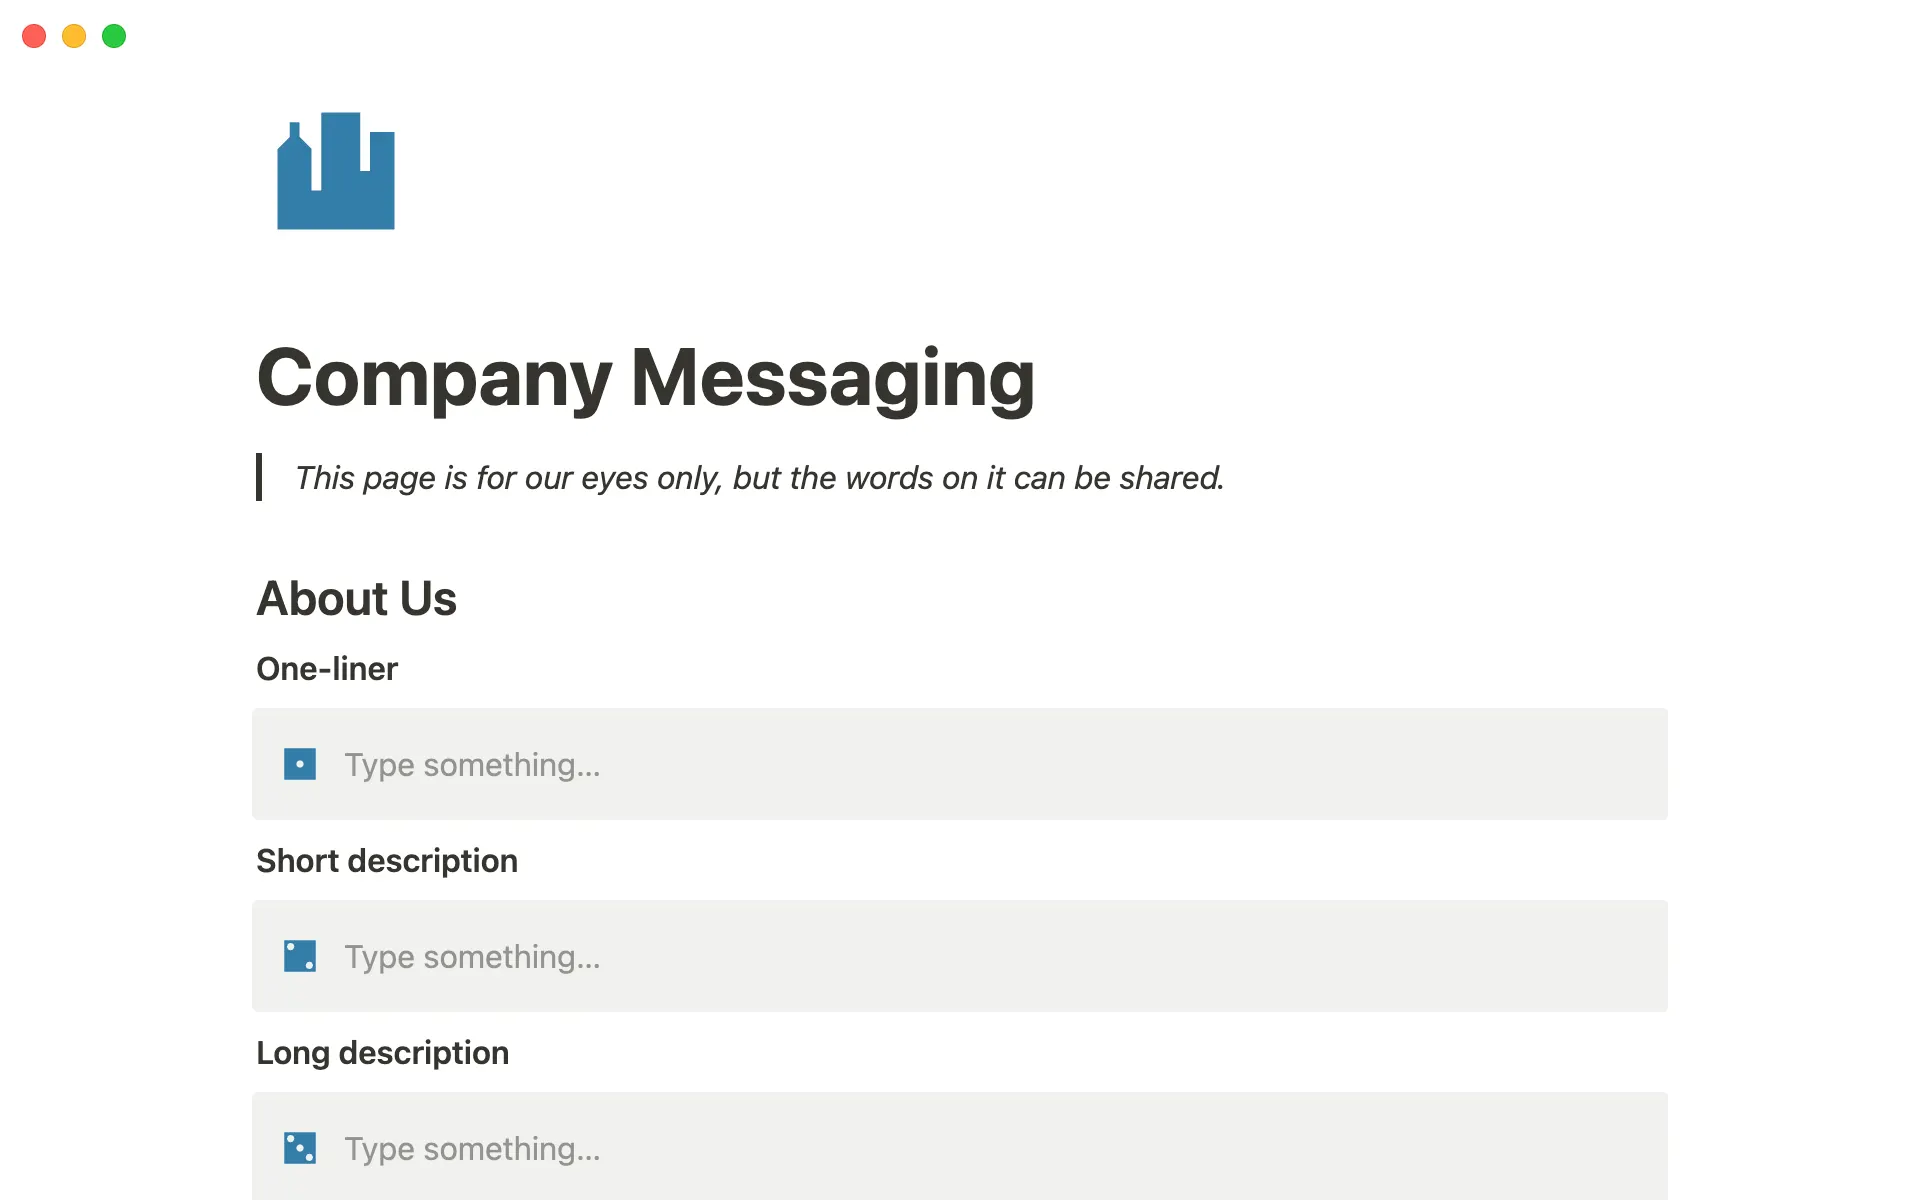 Company Messaging
This page is for our eyes only, but the words on it can be shared.
About Us
One-liner
Type something...
Short description
Type something...
Long description
Type something...